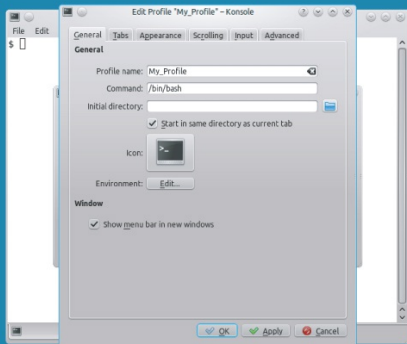 Edit Profile "My_Profile" – Konsole
File Edit
$
General Tabs Appearance Scrolling Input Advanced
General
Profile name: My_Profile
Command: /bin/bash
Initial directory:
Start in same directory as current tab
Icon: >_
Environment: Edit...
Window
Show menu bar in new windows
OK Apply Cancel